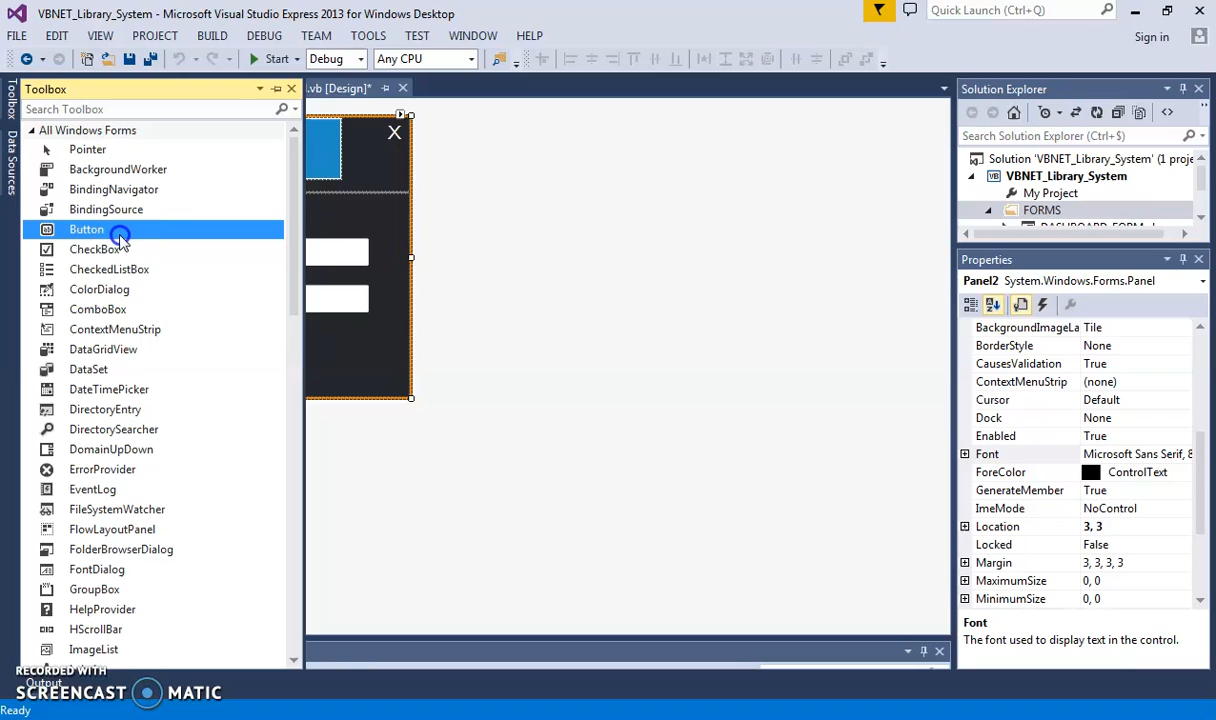 VBNET_Library_System - Microsoft Visual Studio Express 2013 for Windows Desktop
Quick Launch (Ctrl+Q)
FILE EDIT VIEW PROJECT BUILD DEBUG TEAM TOOLS TEST WINDOW HELP
Sign in
Start Debug Any CPU
Toolbox
Data Sources
Toolbox
Search Toolbox
All Windows Forms
Pointer
BackgroundWorker
BindingNavigator
BindingSource
Button
CheckBox
CheckedListBox
ColorDialog
ComboBox
ContextMenuStrip
DataGridView
DataSet
DateTimePicker
DirectoryEntry
DirectorySearcher
DomainUpDown
ErrorProvider
EventLog
FileSystemWatcher
FlowLayoutPanel
FolderBrowserDialog
FontDialog
GroupBox
HelpProvider
HScrollBar
ImageList
.vb [Design]*
X
Solution Explorer
Search Solution Explorer (Ctrl+$)
Solution 'VBNET_Library_System' (1 proje
VBNET_Library_System
My Project
FORMS
Properties
Panel2 System.Windows.Forms.Panel
BackgroundImageLa Tile
BorderStyle None
CausesValidation True
ContextMenuStrip (none)
Cursor Default
Dock None
Enabled True
Font Microsoft Sans Serif, 8
ForeColor ControlText
GenerateMember True
ImeMode NoControl
Location 3, 3
Locked False
Margin 3, 3, 3, 3
MaximumSize 0, 0
MinimumSize 0, 0
Font
The font used to display text in the control.
RECORDED WITH
SCREENCAST MATIC
Output
Ready